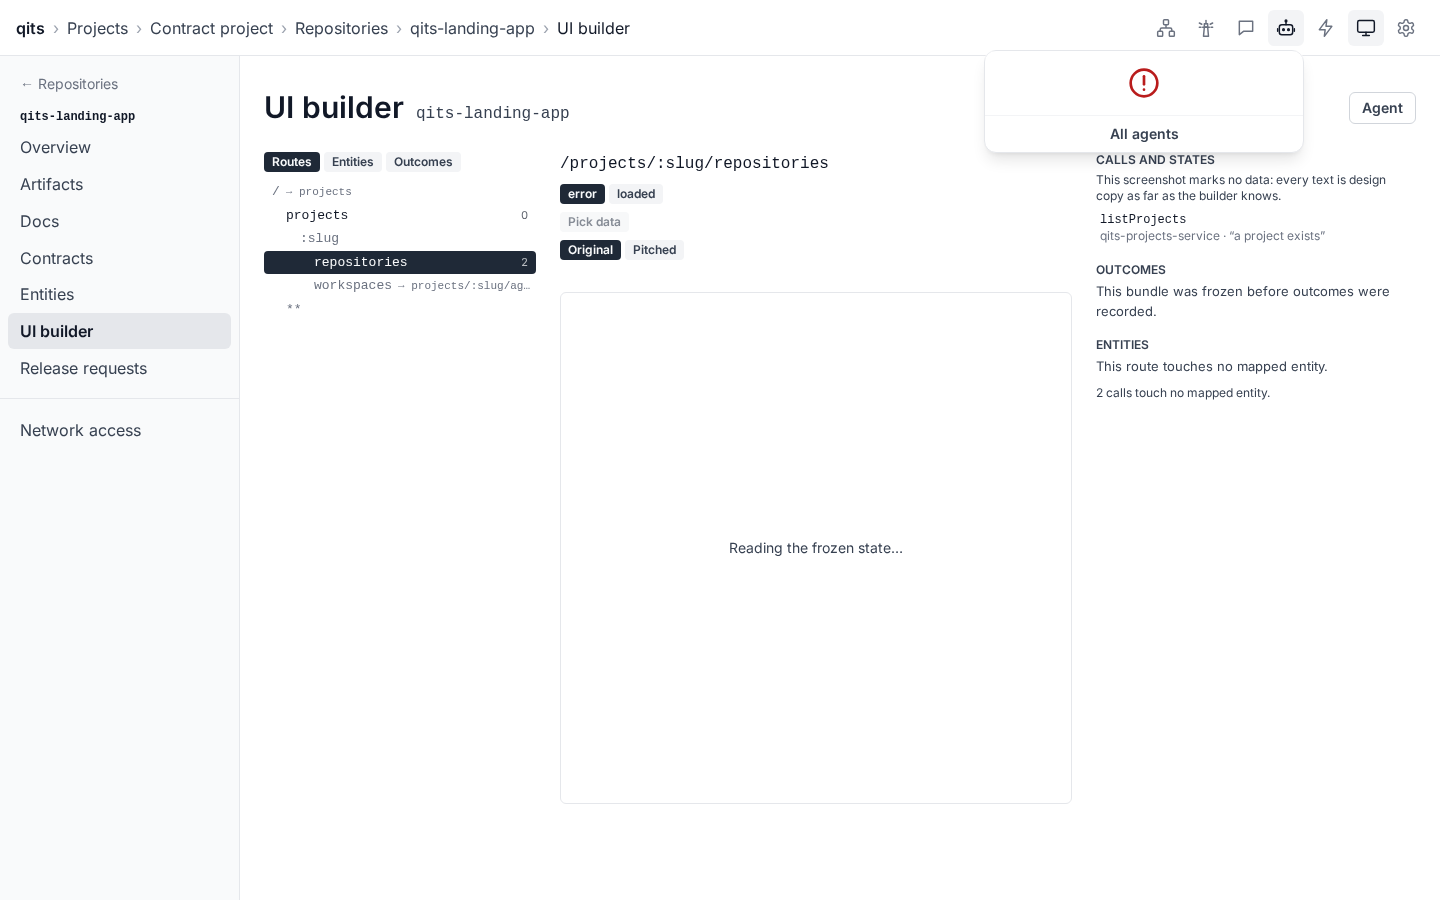 qits › Projects › Contract project › Repositories › qits-landing-app › UI builder
All agents
← Repositories
qits-landing-app
Overview
Artifacts
Docs
Contracts
Entities
UI builder
Release requests
Network access
UI builder qits-landing-app
Agent
Routes Entities Outcomes
/ → projects
projects 0
:slug
repositories 2
workspaces → projects/:slug/ag…
**
/projects/:slug/repositories
error loaded
Pick data
Original Pitched
Reading the frozen state…
CALLS AND STATES
This screenshot marks no data: every text is design
copy as far as the builder knows.
listProjects
qits-projects-service · “a project exists”
OUTCOMES
This bundle was frozen before outcomes were
recorded.
ENTITIES
This route touches no mapped entity.
2 calls touch no mapped entity.